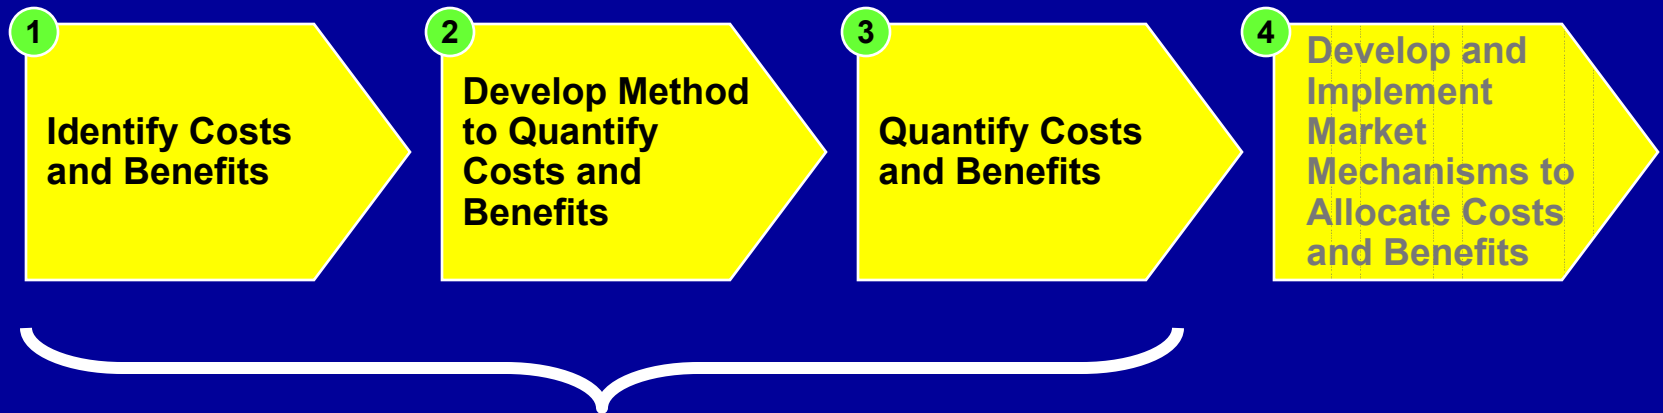 1
Identify Costs
and Benefits
2
Develop Method
to Quantify
Costs and
Benefits
3
Quantify Costs
and Benefits
4
Develop and
Implement
Market
Mechanisms to
Allocate Costs
and Benefits